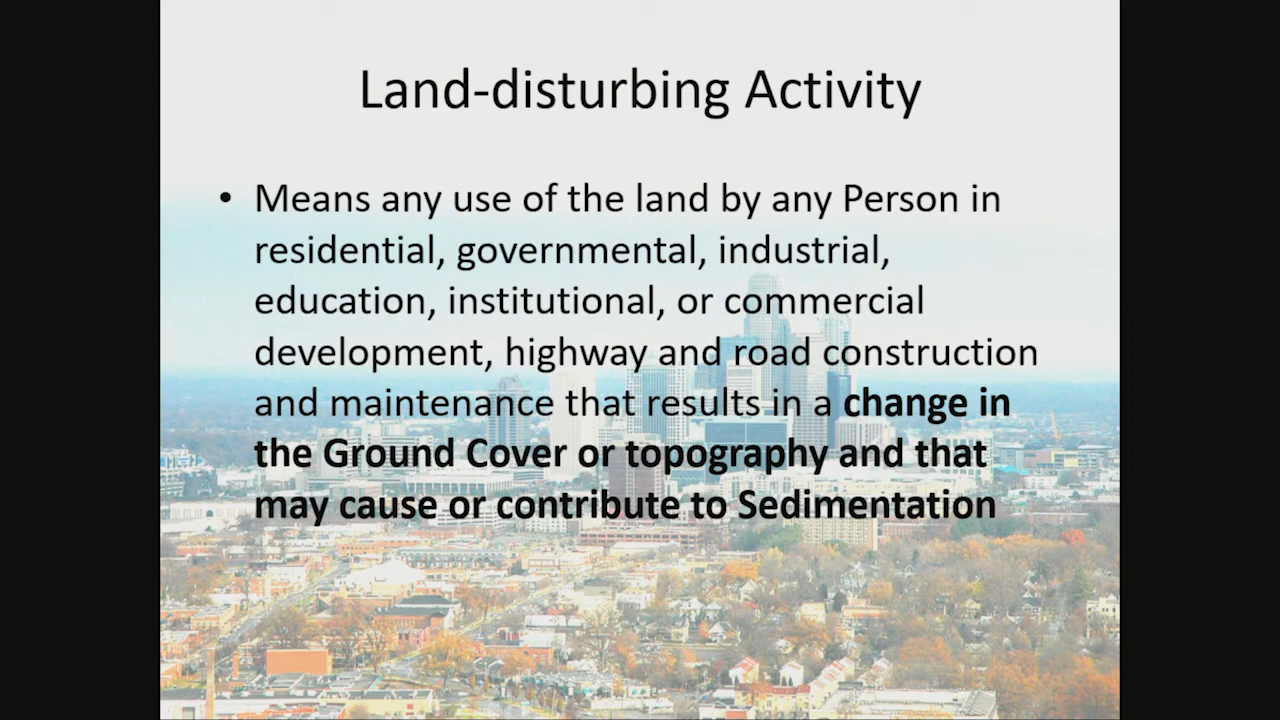 Land-disturbing Activity
• Means any use of the land by any Person in
residential, governmental, industrial,
education, institutional, or commercial
development, highway and road construction
and maintenance that results in a change in
the Ground Cover or topography and that
may cause or contribute to Sedimentation